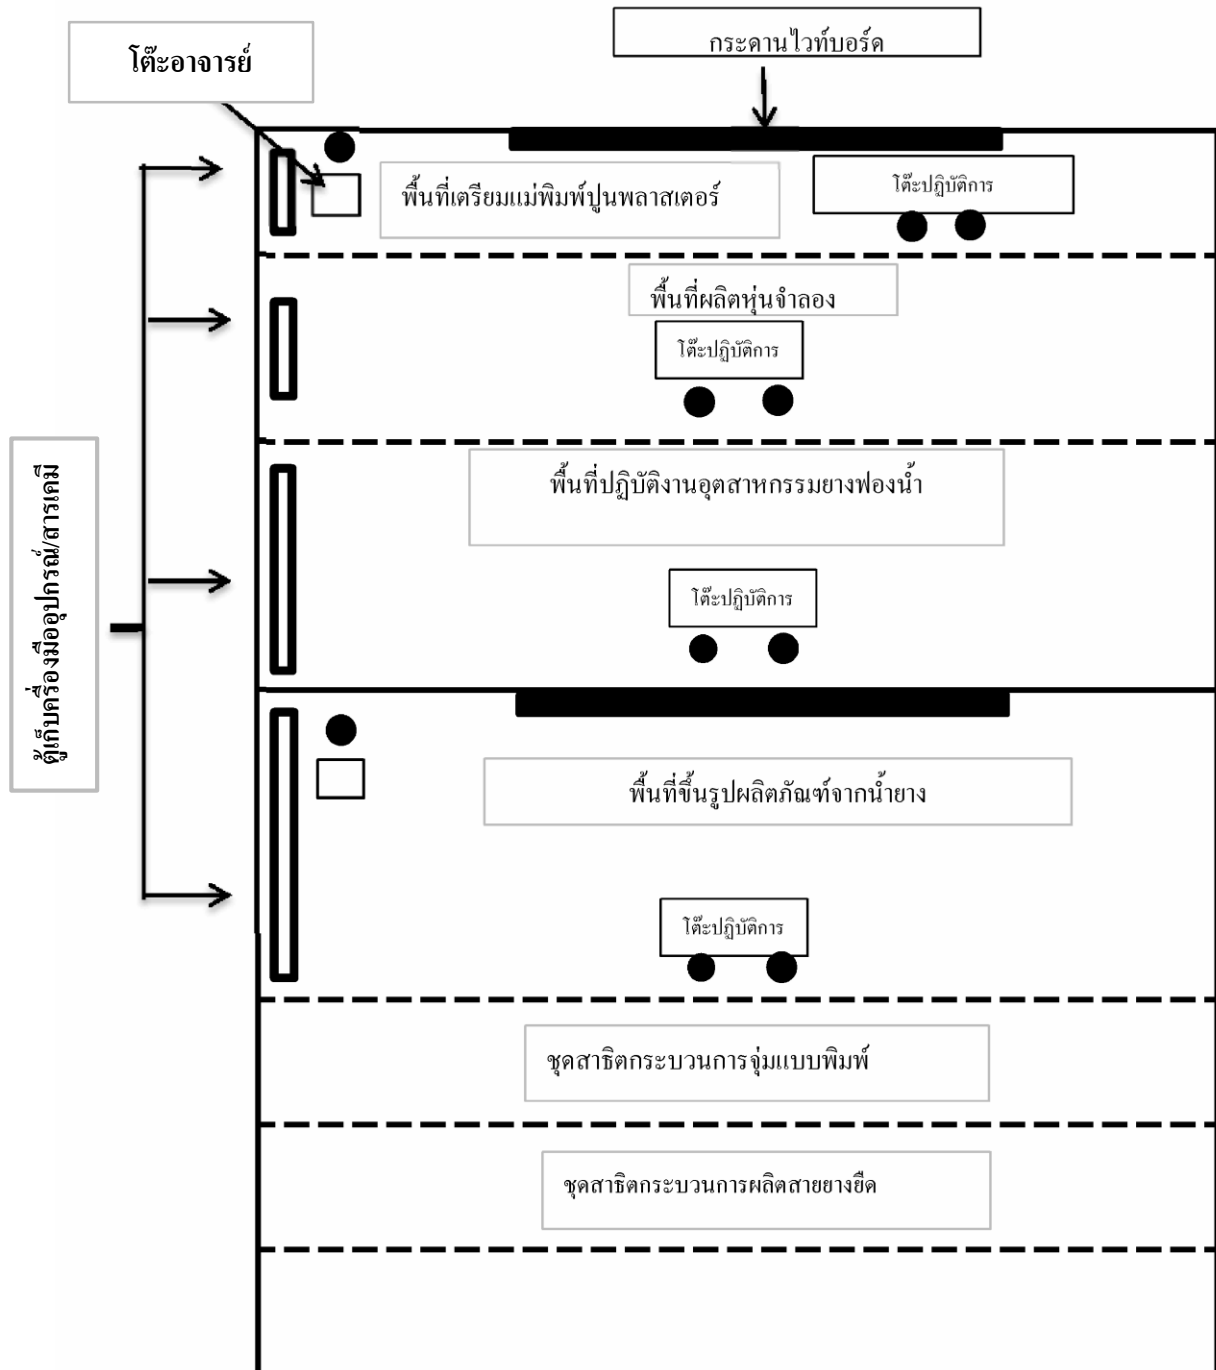 กระดานไวท์บอร์ด
โต๊ะอาจารย์
พื้นที่เตรียมแม่พิมพ์ปูนพลาสเตอร์
โต๊ะปฏิบัติการ
พื้นที่ผลิตหุ่นจำลอง
โต๊ะปฏิบัติการ
ตู้เก็บครื่องมืออุปกรณ์/สารเคมี
พื้นที่ปฏิบัติงานอุตสาหกรรมยางฟองน้ำ
โต๊ะปฏิบัติการ
พื้นที่ขึ้นรูปผลิตภัณฑ์จากน้ำยาง
โต๊ะปฏิบัติการ
ชุดสาธิตกระบวนการจุ่มแบบพิมพ์
ชุดสาธิตกระบวนการผลิตสายยางยืด